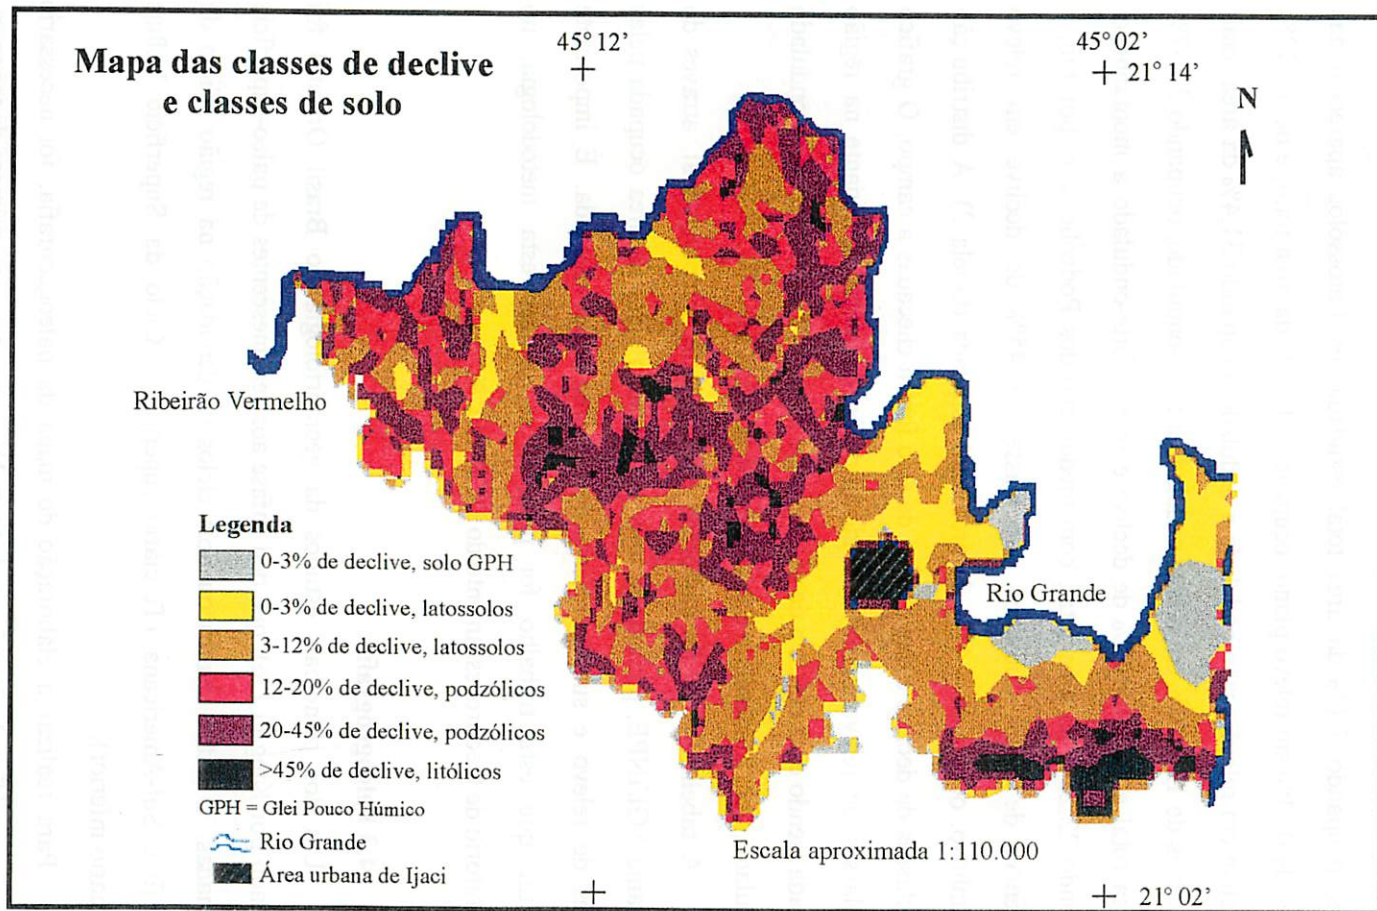 Mapa das classes de declive
e classes de solo
45° 12’
45° 02’
21° 14’
N
Ribeirão Vermelho
Rio Grande
Legenda
0-3% de declive, solo GPH
0-3% de declive, latossolos
3-12% de declive, latossolos
12-20% de declive, podzólicos
20-45% de declive, podzólicos
>45% de declive, litólicos
GPH = Glei Pouco Húmico
Rio Grande
Área urbana de Ijaci
Escala aproximada 1:110.000
21° 02’